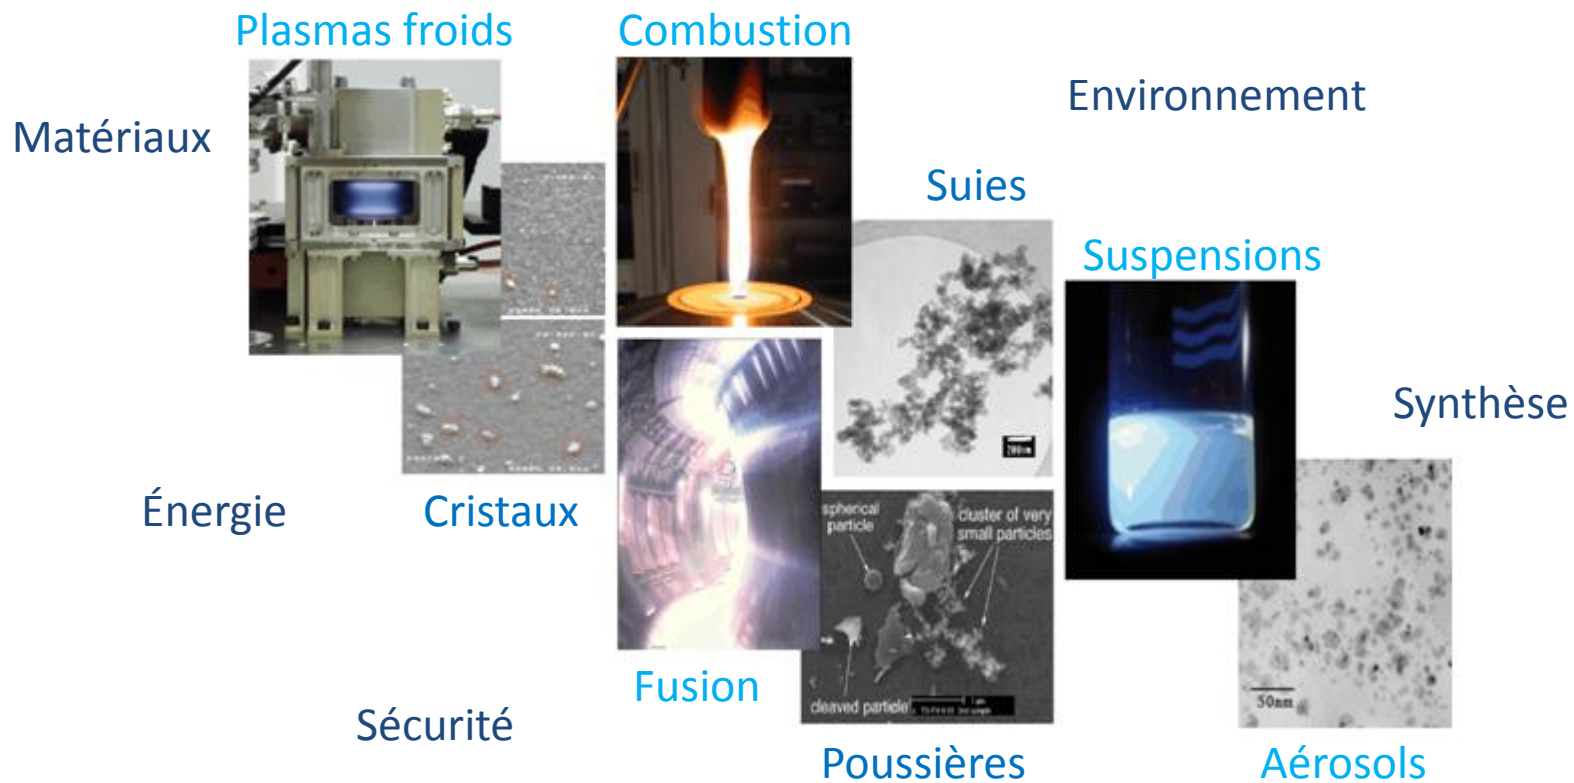 Plasmas froids
Combustion
Environnement
Matériaux
Suies
Suspensions
200nm
Synthèse
Énergie
Cristaux
spherical
particle
cluster of very
small particles
cleaved particle
Fusion
50nm
Sécurité
Poussières
Aérosols